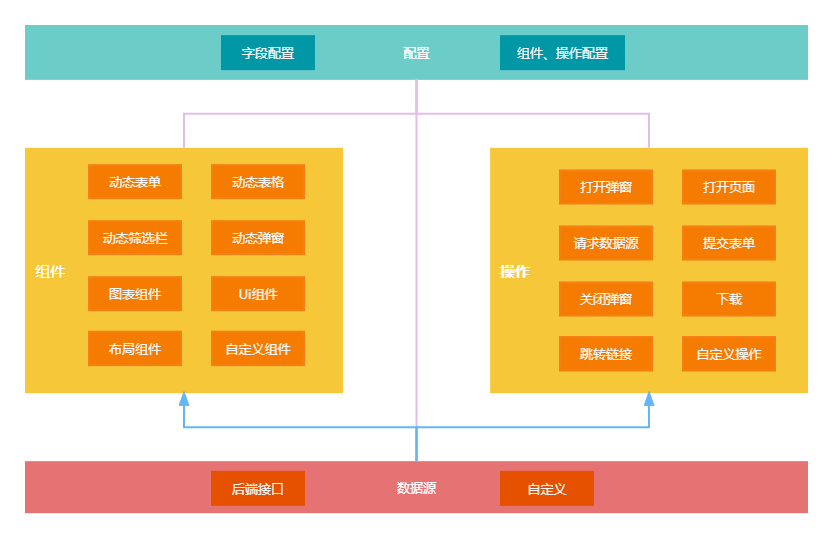 字段配置
配置
组件、操作配置
组件
动态表单
动态表格
动态筛选栏
动态弹窗
图表组件
Ui组件
布局组件
自定义组件
操作
打开弹窗
打开页面
请求数据源
提交表单
关闭弹窗
下载
跳转链接
自定义操作
后端接口
数据源
自定义